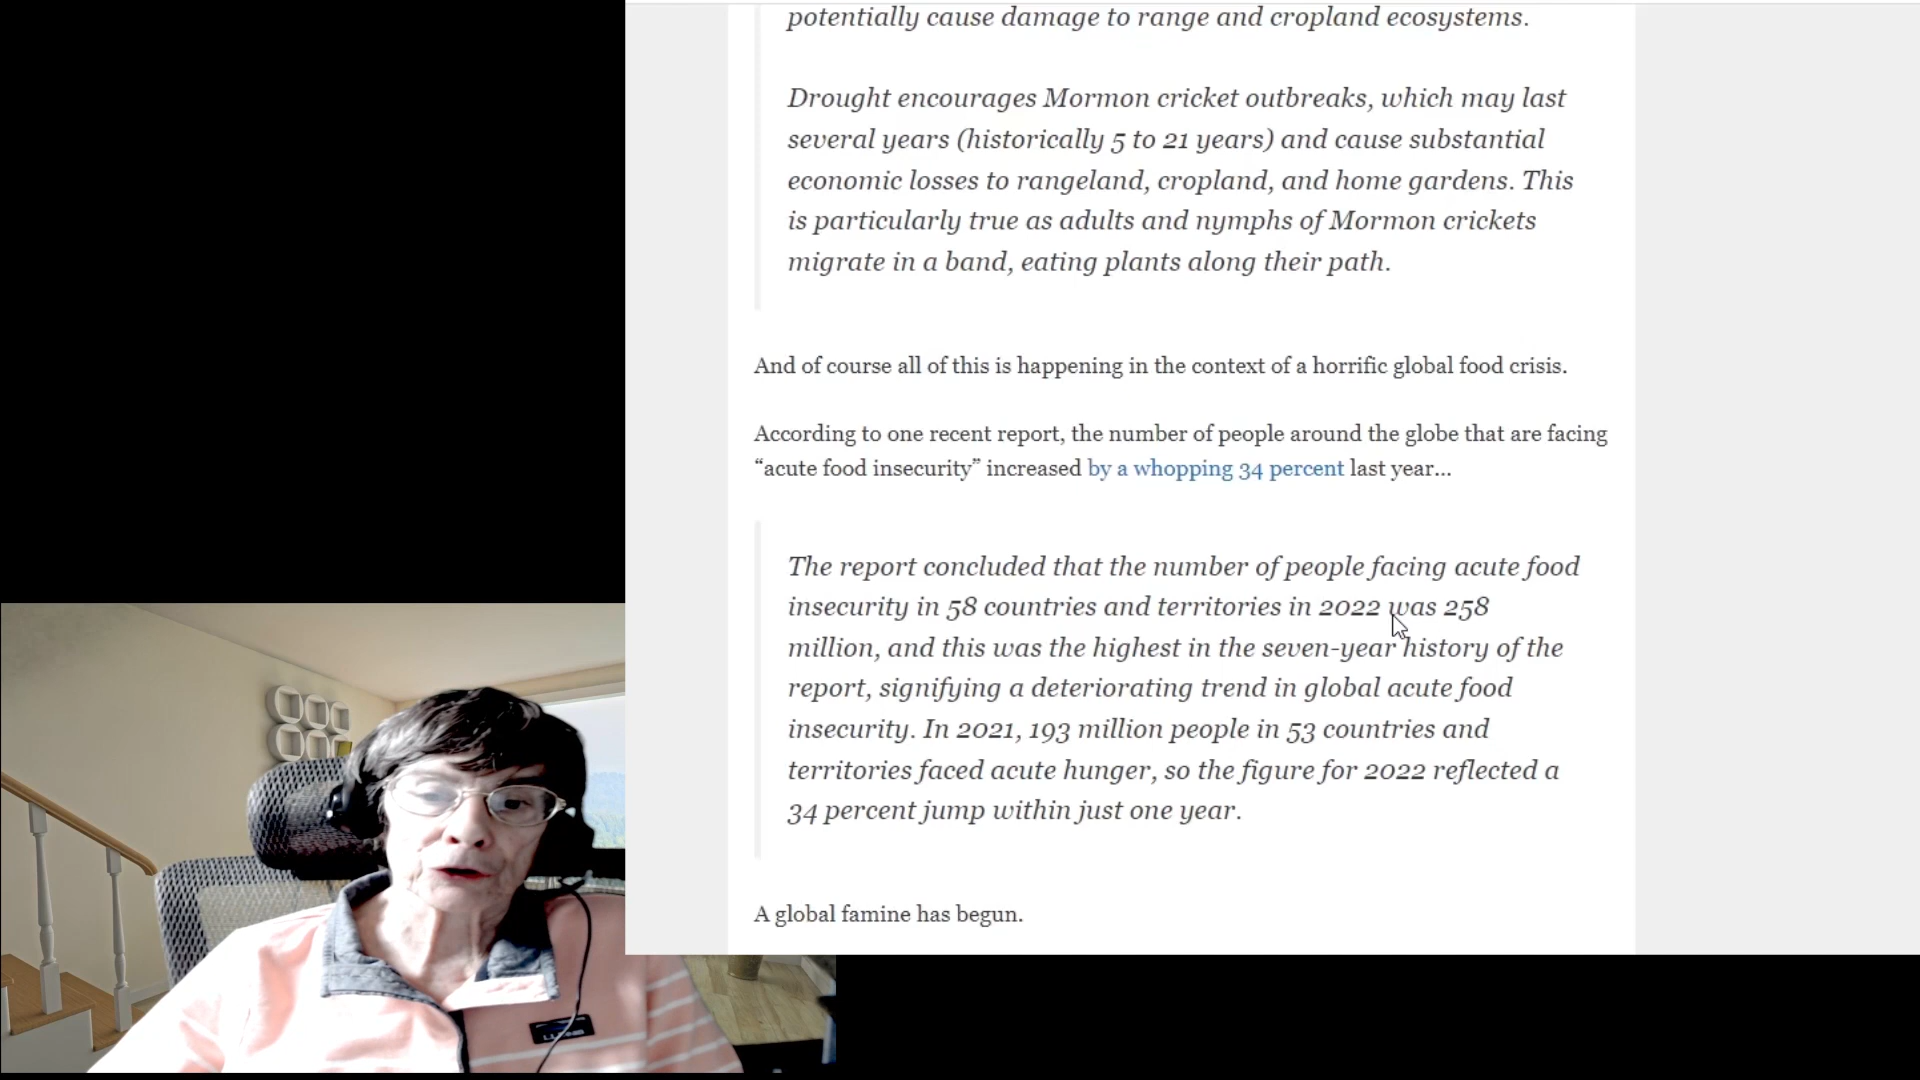 potentially cause damage to range and cropland ecosystems.
Drought encourages Mormon cricket outbreaks, which may last
several years (historically 5 to 21 years) and cause substantial
economic losses to rangeland, cropland, and home gardens. This
is particularly true as adults and nymphs of Mormon crickets
migrate in a band, eating plants along their path.
And of course all of this is happening in the context of a horrific global food crisis.
According to one recent report, the number of people around the globe that are facing
“acute food insecurity” increased by a whopping 34 percent last year...
The report concluded that the number of people facing acute food
insecurity in 58 countries and territories in 2022 was 258
million, and this was the highest in the seven-year history of the
report, signifying a deteriorating trend in global acute food
insecurity. In 2021, 193 million people in 53 countries and
territories faced acute hunger, so the figure for 2022 reflected a
34 percent jump within just one year.
A global famine has begun.